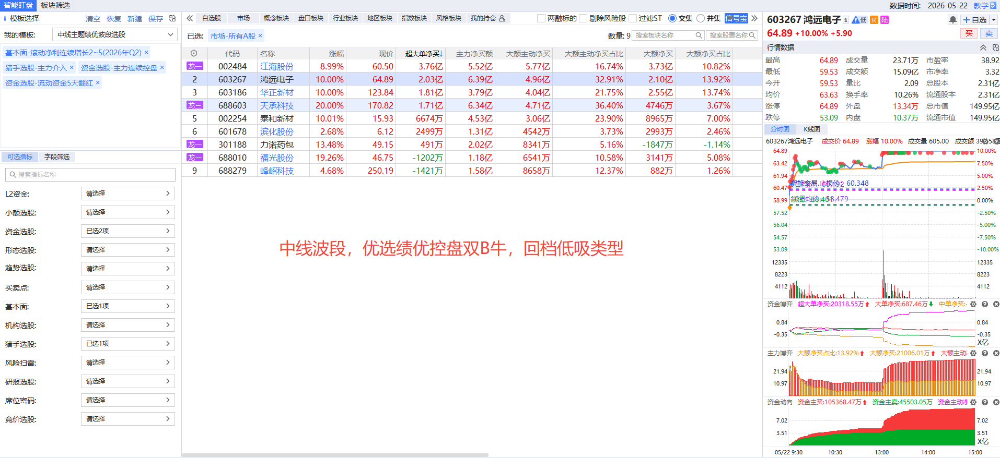 智能盯盘 板块筛选 数据时间: 2026-05-22 教学
模板选择 清空 恢复 新建 保存
我的模板: 中线主题绩优波段选股
基本面-滚动净利连续增长2~5(2026年Q2) ×
猎手选股-主力介入 × 资金选股-主力连续控盘 ×
资金选股-流动资金5天翻红 ×
可选指标 字段筛选
搜索指标名称
L2资金: 请选择
小额选股: 请选择
资金选股: 已选2项
形态选股: 请选择
趋势选股: 请选择
买卖点: 请选择
基本面: 已选1项
机构选股: 请选择
猎手选股: 已选1项
风险扫雷: 请选择
研报选股: 请选择
席位密码: 请选择
竞价选股: 请选择
自选股 市场 概念板块 盘口板块 行业板块 地区板块 指数板块 风格板块 我的持仓 两融标的 剔除风险股 过滤ST 交集 并集 信号宝
已选: 市场-所有A股 × 数量: 9 搜索板块名称 搜索股票名称
代码 名称 涨幅 现价 超大单净买↓ 主力净买额 大额主动净买 大额主动净买占比 大额净买 大额净买占比
龙一 002484 江海股份 8.99% 60.50 3.76亿 5.52亿 5.77亿 16.74% 3.73亿 10.82%
2 603267 鸿远电子 10.00% 64.89 2.03亿 6.39亿 4.96亿 32.91% 2.10亿 13.92%
3 603186 华正新材 10.00% 123.84 1.81亿 3.79亿 4.04亿 21.75% 2.55亿 13.74%
龙三 688603 天承科技 20.00% 170.82 1.71亿 6.34亿 4.71亿 36.40% 4746万 3.67%
5 002254 泰和新材 10.01% 15.93 6674万 4.53亿 3.06亿 23.90% 8965万 7.00%
6 601678 滨化股份 2.68% 6.12 2499万 1.31亿 4542万 3.73% 2993万 2.46%
龙一 301188 力诺药包 13.48% 49.15 491万 2.02亿 8341万 5.16% -1847万 -1.14%
龙一 688010 福光股份 19.26% 46.75 -1202万 1.18亿 6541万 10.58% 3141万 5.08%
9 688279 峰岹科技 4.68% 250.19 -1421万 1.58亿 8658万 12.37% 882万 1.26%
中线波段，优选绩优控盘双B牛，回档低吸类型
603267 鸿远电子 i 低 R 陆 + 自选
64.89 +10.00% +5.90 买 卖
行情数据
最高 64.89 成交量 23.71万 市盈率 38.92
最低 59.53 成交额 15.09亿 市净率 3.32
今开 59.53 量比 2.09 总股本 2.31亿
均价 63.63 换手率 10.26% 流通股本 2.31亿
涨停 64.89 外盘 13.34万 总市值 149.95亿
跌停 53.09 内盘 10.37万 流通市值 149.95亿
分时图 K线图
603267鸿远电子 成交价 64.89 涨幅 10.00% 成交量 605.00 成交额
64.89 10.00%
63.42 7.50%
61.94 5.00%
60.47 智能交易.止损价: 60.348 2.50%
58.99 58.479 0.00%
57.52 -2.50%
56.04 -5.00%
54.57 -7.50%
53.09 -10.00%
12335 12335
8223 8223
4112 4112
资金博弈 超大单净买:20318.55万 大单净买:687.46万 中单净买:-
0.84 0.84
-0.35 -0.35
X亿
主力博弈 大额净买占比:13.92% 大额净买:21006.01万 大额主动
21.94 21.94
10.97 10.97
资金动向 资金主买:105368.47万 资金主卖:45503.05万 资金主动净
7.02 7.02
3.51 3.51
X亿
05/22 9:30 10:30 13:00 14:00 15:00